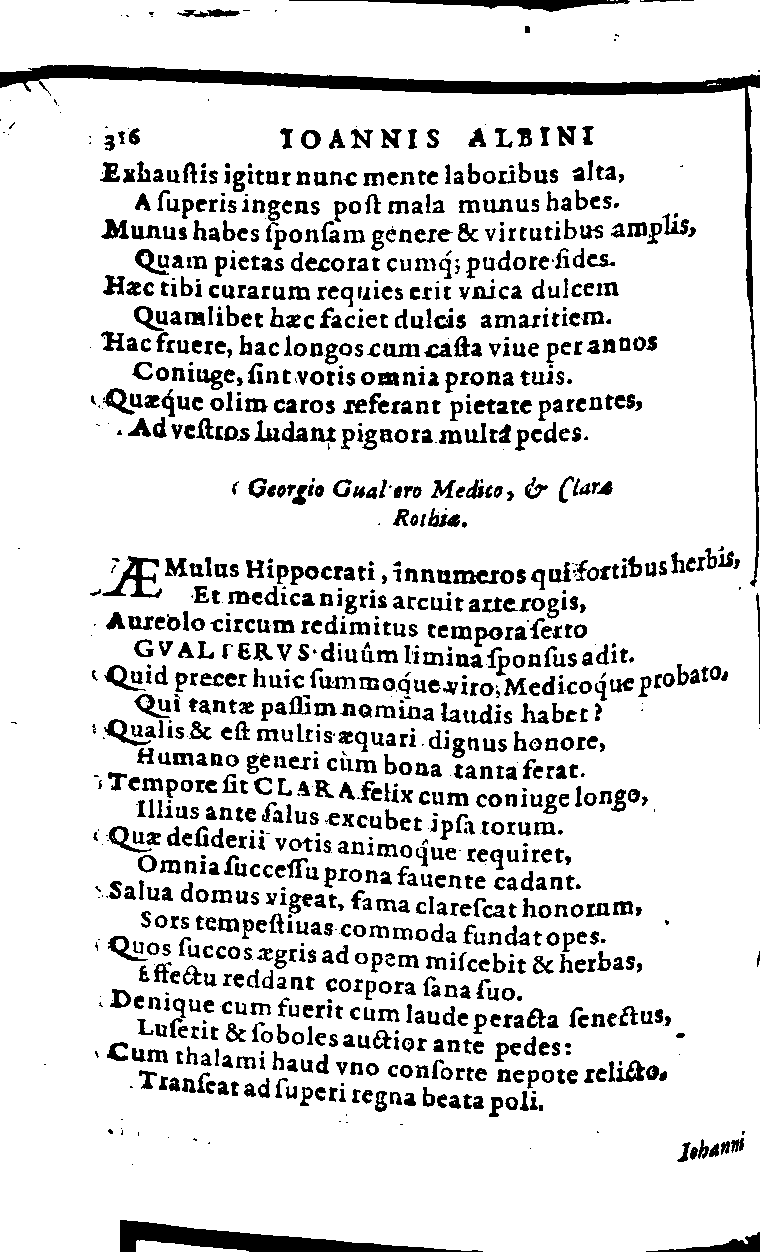 316 IOANNIS ALBINI
Exhauſtis igitur nunc mente laboribus alta,
A ſuperis ingens poſt mala munus habes.
Munus habes ſponſam genere & virtutibus amplis,
Quam pietas decorat cumq́; pudore fides.
Hæc tibi curarum requies erit vnica dulcem
Quamlibet hæc faciet dulcis amaritiem.
Hac fruere, hac longos cum caſta viue per annos
Coniuge, ſint votis omnia prona tuis.
Quæq́ue olim caros referant pietate parentes,
Ad veſtros ludant pignora multa pedes.
Georgio Gualtero Medico, & Claræ
Rothiæ.
ÆMulus Hippocrati, innumeros qui fortibus herbis,
Et medica nigris arcuit arte rogis,
Aureolo circum redimitus tempora ſerto
GVALTERVS diuûm limina ſponſus adit.
Quid precer huic ſummoq́ue viro, Medicoq́ue probato,
Qui tantæ paſſim nomina laudis habet?
Qualis & eſt multis æquari dignus honore,
Humano generi cùm bona tanta ferat.
Tempore ſit CLARA felix cum coniuge longo,
Illius ante ſalus excubet ipſa torum.
Quæ deſiderii votis animoq́ue requiret,
Omnia ſucceſſu prona fauente cadant.
Salua domus vigeat, fama clareſcat honorum,
Sors tempeſtiuas commoda fundat opes.
Quos ſuccos ægris ad opem miſcebit & herbas,
Effectu reddant corpora ſana ſuo.
Denique cum fuerit cum laude peracta ſenectus,
Luſerit & ſoboles auctior ante pedes:
Cum thalami haud vno conſorte nepote relicto,
Tranſeat ad ſuperi regna beata poli.
Iohanni